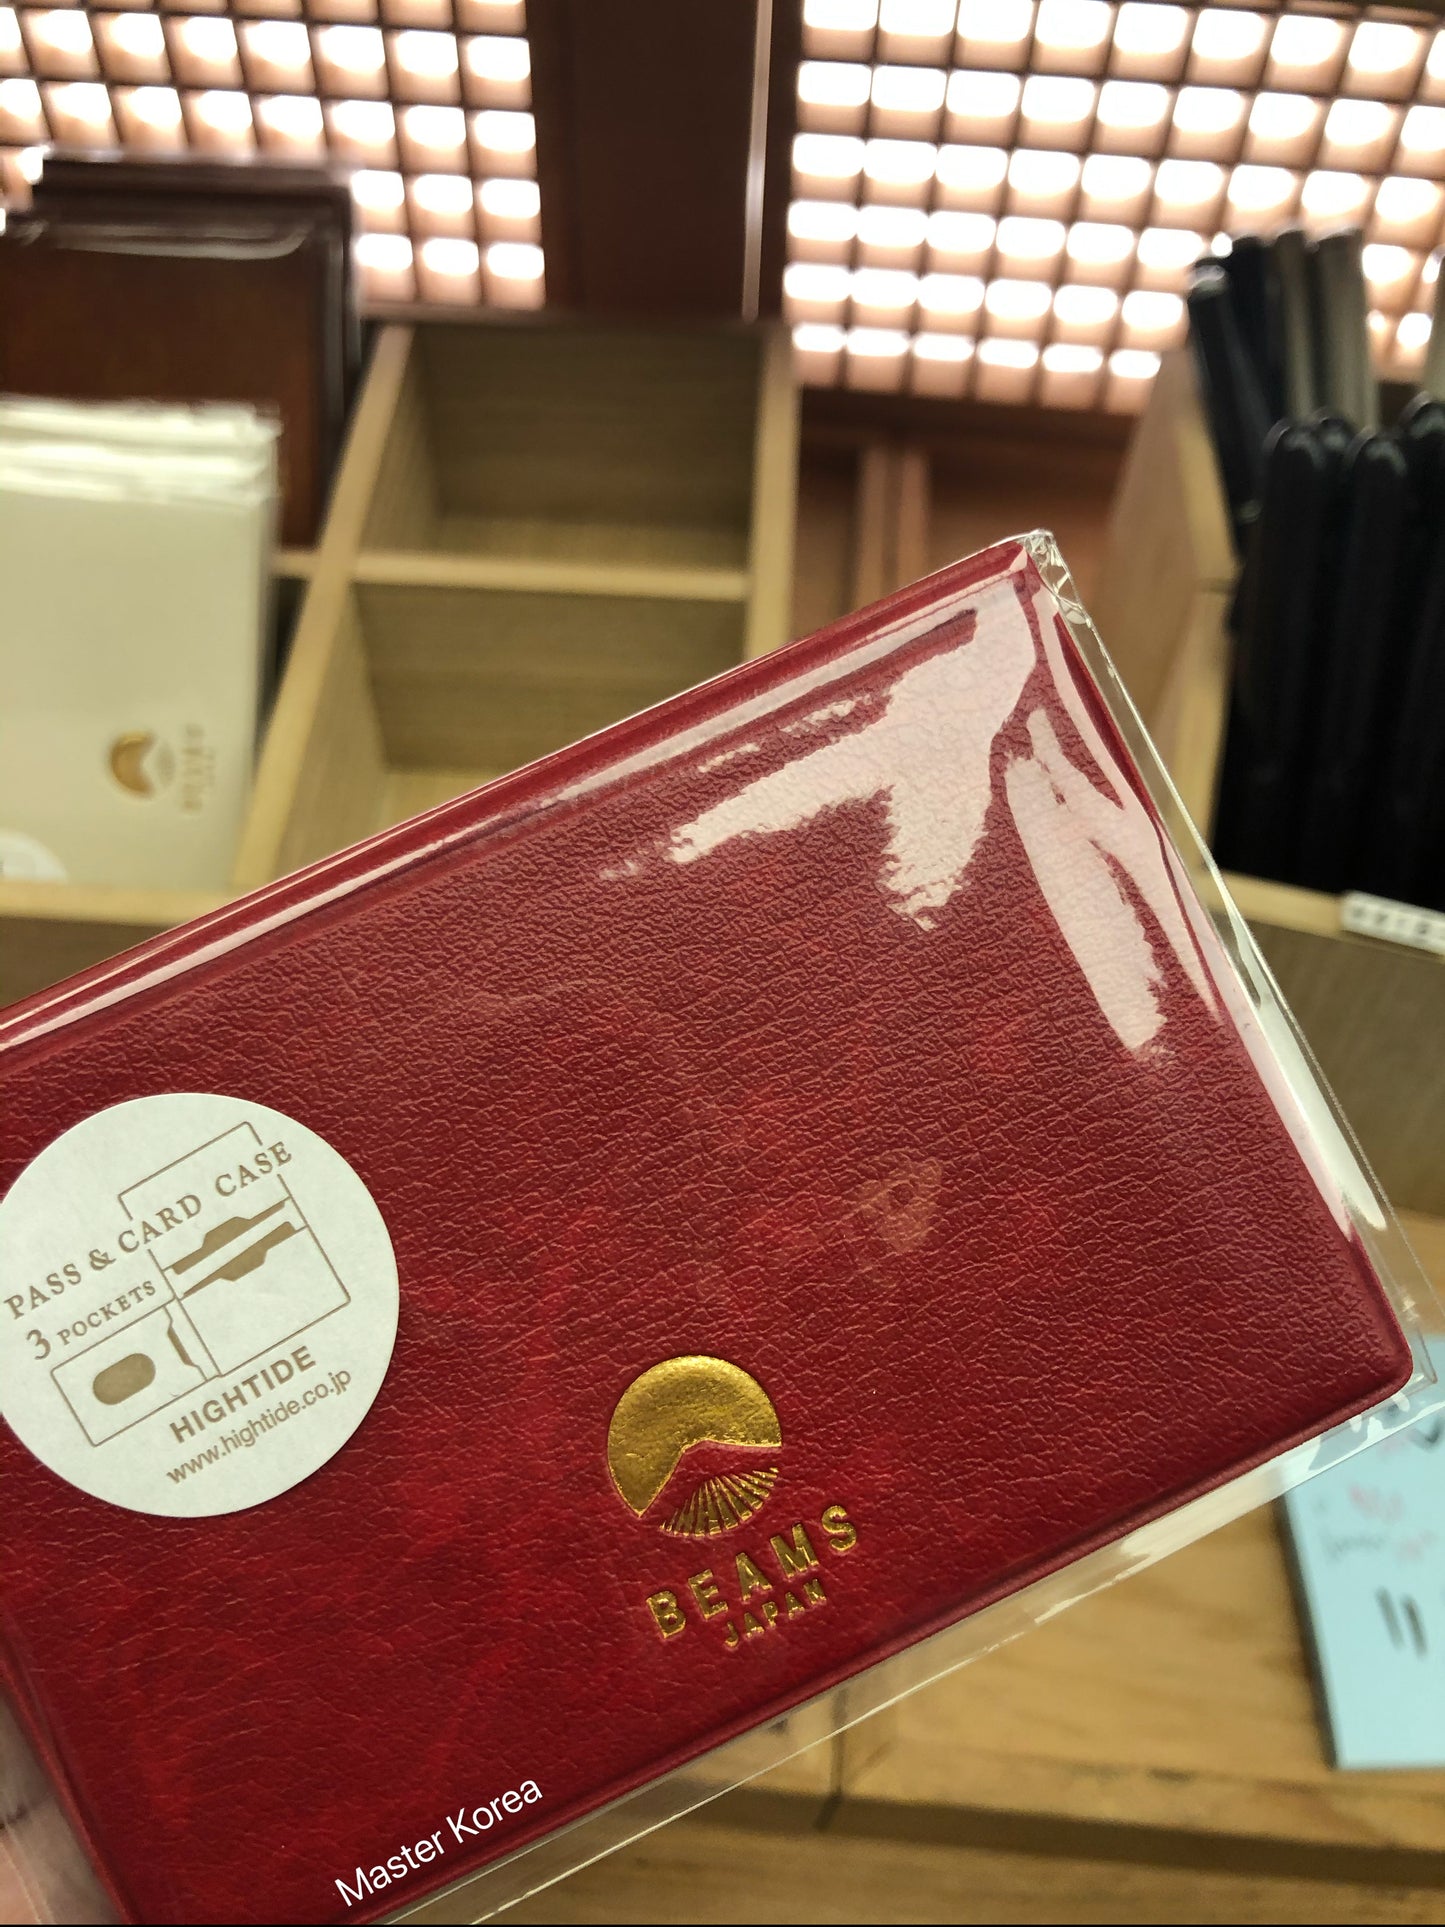 PASS & CARD CASE
3 POCKETS
HIGHTIDE
www.hightide.co.jp
BEAMS
JAPAN
Master Korea